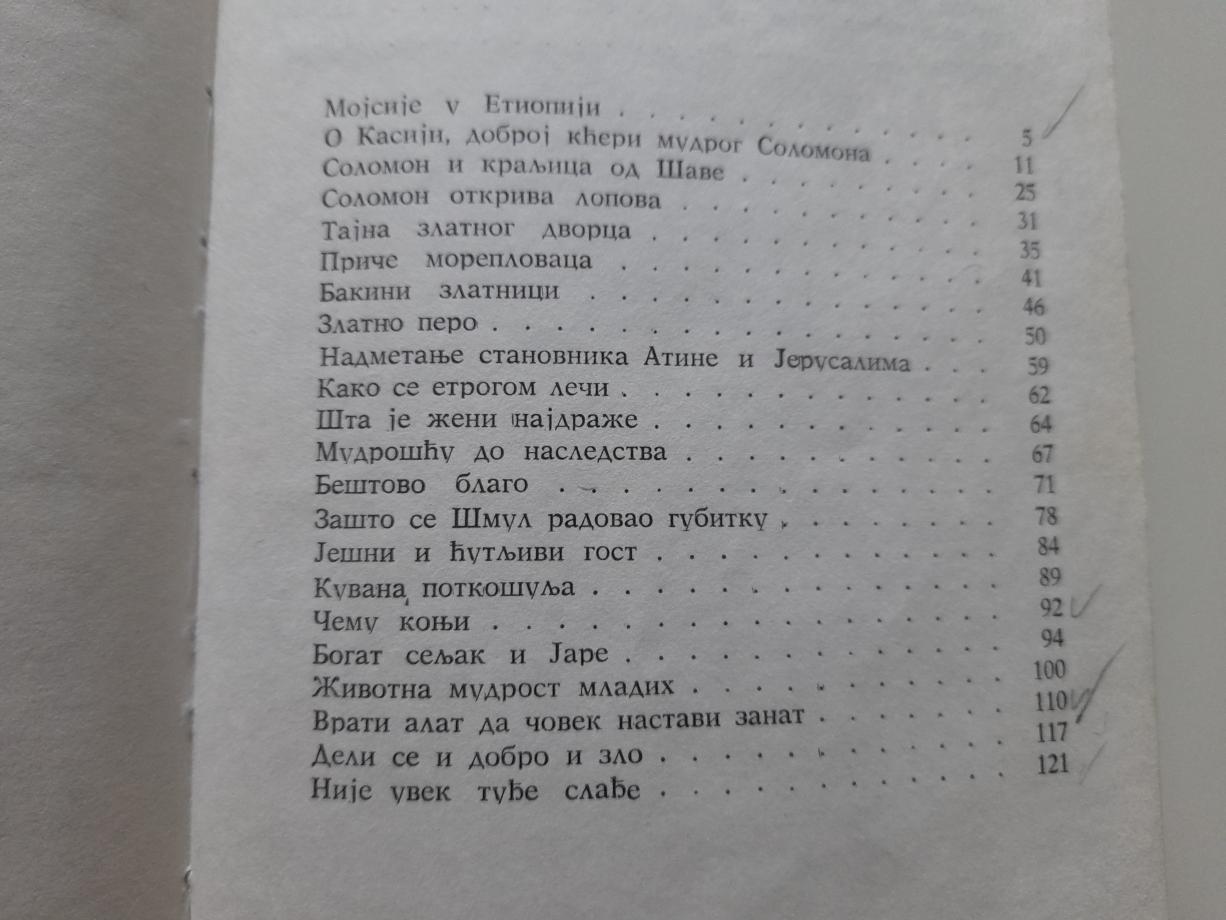 Мојсије у Етиопији . . . . . . . . . . . . 5
О Касији, доброј кћери мудрог Соломона . . . . 11
Соломон и краљица од Шаве . . . . . . . . . 25
Соломон открива лопова . . . . . . . . . . . 31
Тајна златног дворца . . . . . . . . . . . . 35
Приче морепловаца . . . . . . . . . . . . . 41
Бакини златници . . . . . . . . . . . . . . 46
Златно перо . . . . . . . . . . . . . . . . 50
Надметање становника Атине и Јерусалима . . . 59
Како се етрогом лечи . . . . . . . . . . . . 62
Шта је жени најдраже . . . . . . . . . . . . 64
Мудрошћу до наследства . . . . . . . . . . . 67
Бештово благо . . . . . . . . . . . . . . . 71
Зашто се Шмул радовао губитку . . . . . . . . 78
Јешни и ћутљиви гост . . . . . . . . . . . . 84
Кувана поткошуља . . . . . . . . . . . . . . 89
Чему коњи . . . . . . . . . . . . . . . . . 92
Богат сељак и Јаре . . . . . . . . . . . . . 94
Животна мудрост младих . . . . . . . . . . . 100
Врати алат да човек настави занат . . . . . . 110
Дели се и добро и зло . . . . . . . . . . . . 117
Није увек туђе слађе . . . . . . . . . . . . 121